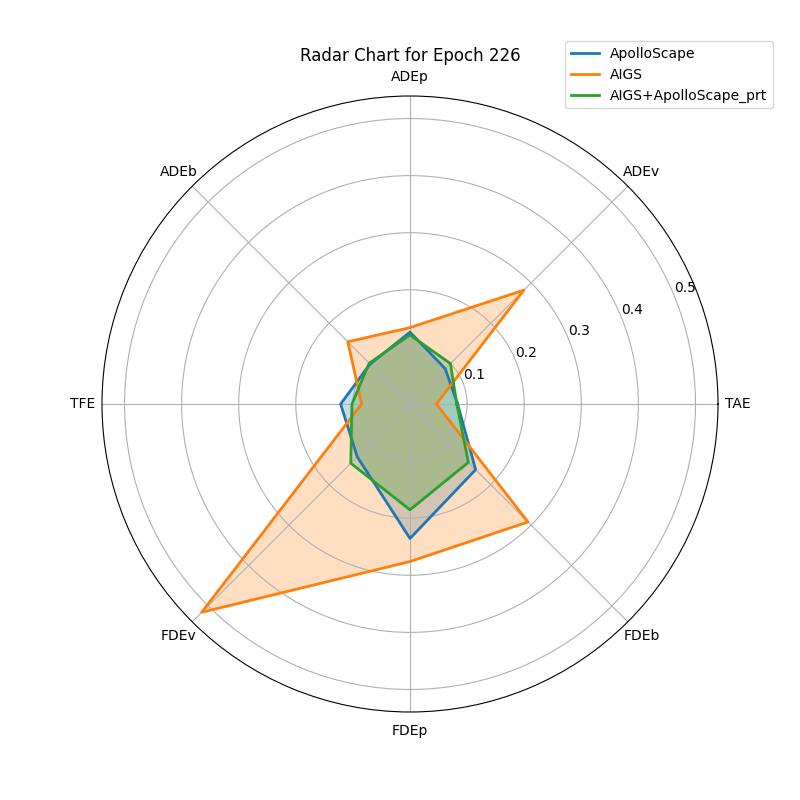 Radar Chart for Epoch 226
ApolloScape
AIGS
AIGS+ApolloScape_prt
ADEp
ADEb
ADEv
0.5
0.4
0.3
0.2
0.1
TFE
TAE
FDEv
FDEb
FDEp